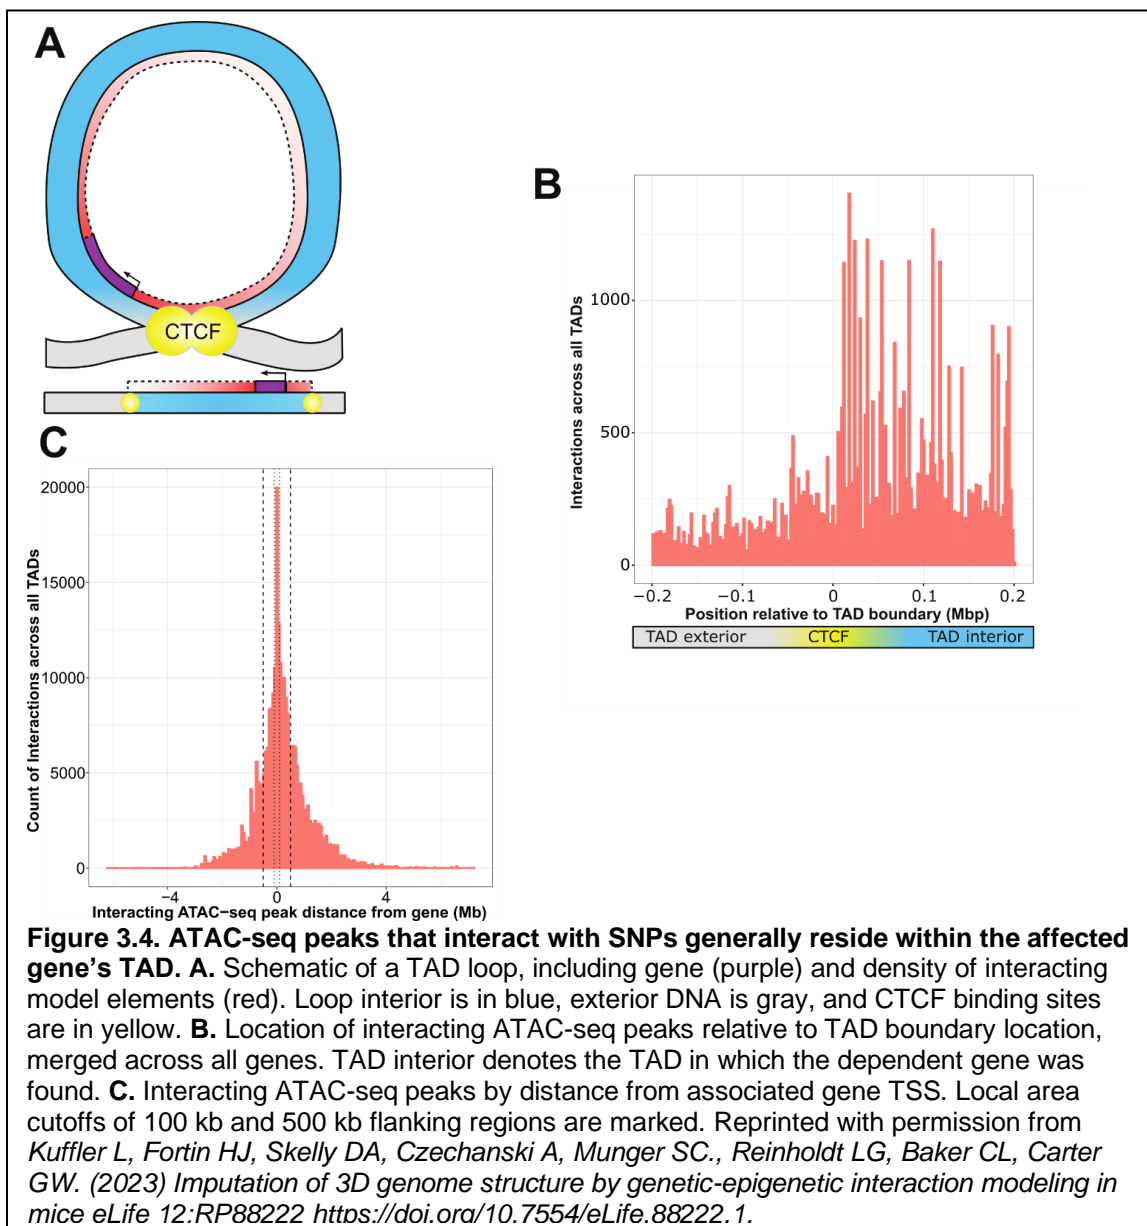 A
CTCF
B
Interactions across all TADs
1000
500
0
−0.2
−0.1
0
0.1
0.2
Position relative to TAD boundary (Mbp)
TAD exterior
CTCF
TAD interior
C
Count of Interactions across all TADs
20000
15000
10000
5000
0
−4
0
4
Interacting ATAC−seq peak distance from gene (Mb)
Figure 3.4. ATAC-seq peaks that interact with SNPs generally reside within the affected
gene's TAD. A. Schematic of a TAD loop, including gene (purple) and density of interacting
model elements (red). Loop interior is in blue, exterior DNA is gray, and CTCF binding sites
are in yellow. B. Location of interacting ATAC-seq peaks relative to TAD boundary location,
merged across all genes. TAD interior denotes the TAD in which the dependent gene was
found. C. Interacting ATAC-seq peaks by distance from associated gene TSS. Local area
cutoffs of 100 kb and 500 kb flanking regions are marked. Reprinted with permission from
Kuffler L, Fortin HJ, Skelly DA, Czechanski A, Munger SC., Reinholdt LG, Baker CL, Carter
GW. (2023) Imputation of 3D genome structure by genetic-epigenetic interaction modeling in
mice eLife 12:RP88222 https://doi.org/10.7554/eLife.88222.1.